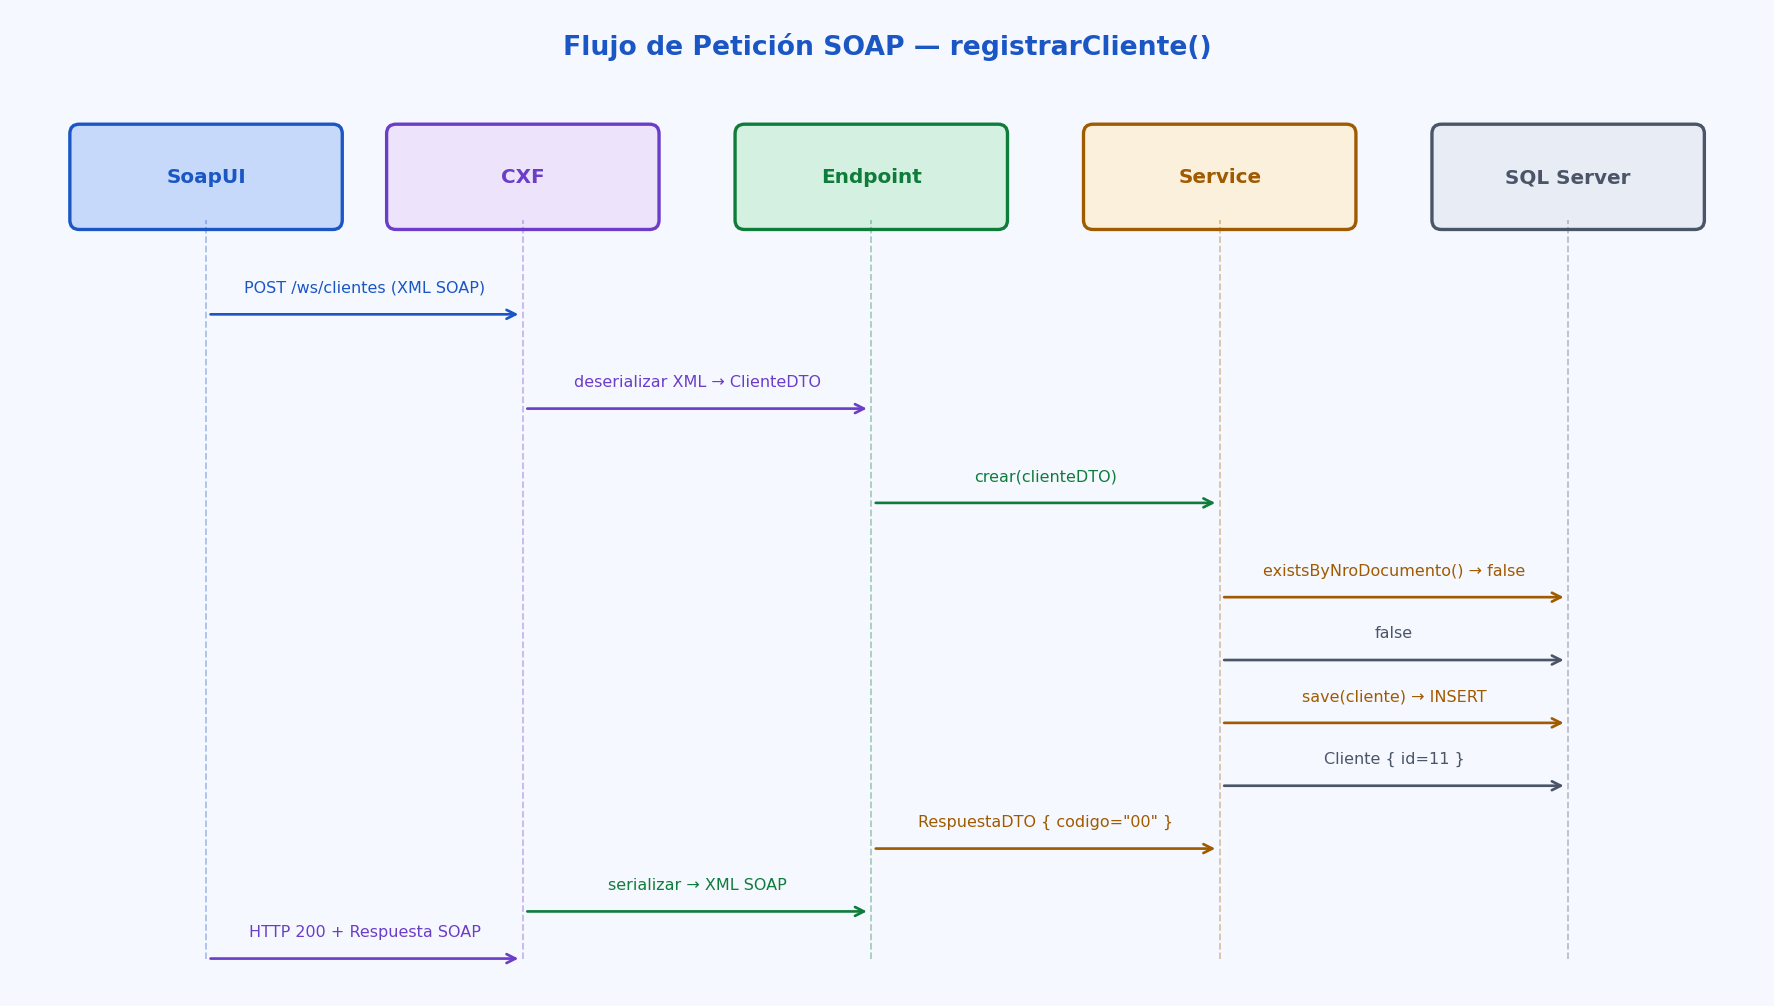 Flujo de Petición SOAP — registrarCliente()
SoapUI
CXF
Endpoint
Service
SQL Server
POST /ws/clientes (XML SOAP)
deserializar XML → ClienteDTO
crear(clienteDTO)
existsByNroDocumento() → false
false
save(cliente) → INSERT
Cliente { id=11 }
RespuestaDTO { codigo="00" }
serializar → XML SOAP
HTTP 200 + Respuesta SOAP